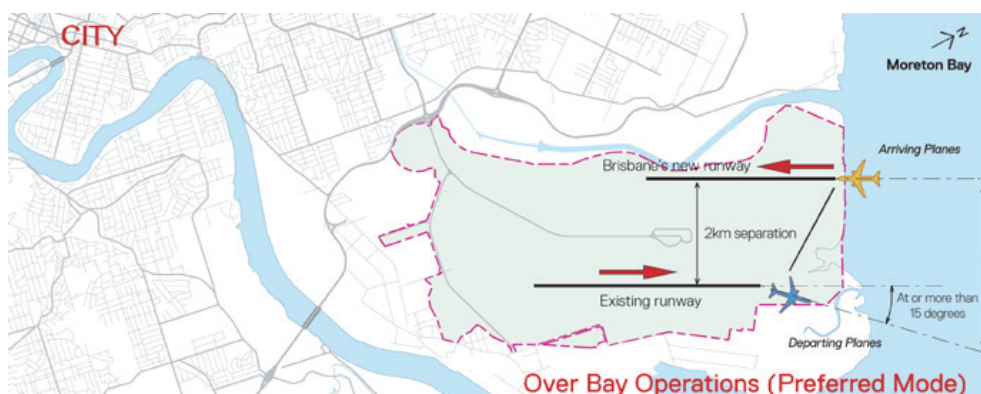 CITY
N
Moreton Bay
Arriving Planes
Brisbane's new runway
2km separation
Existing runway
At or more than
15 degrees
Departing Planes
Over Bay Operations (Preferred Mode)